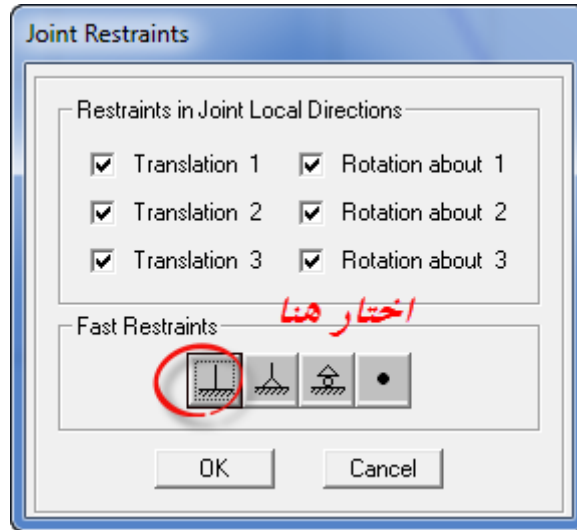 Joint Restraints
Restraints in Joint Local Directions
Translation 1 Rotation about 1
Translation 2 Rotation about 2
Translation 3 Rotation about 3
اختار هنا
Fast Restraints
OK Cancel